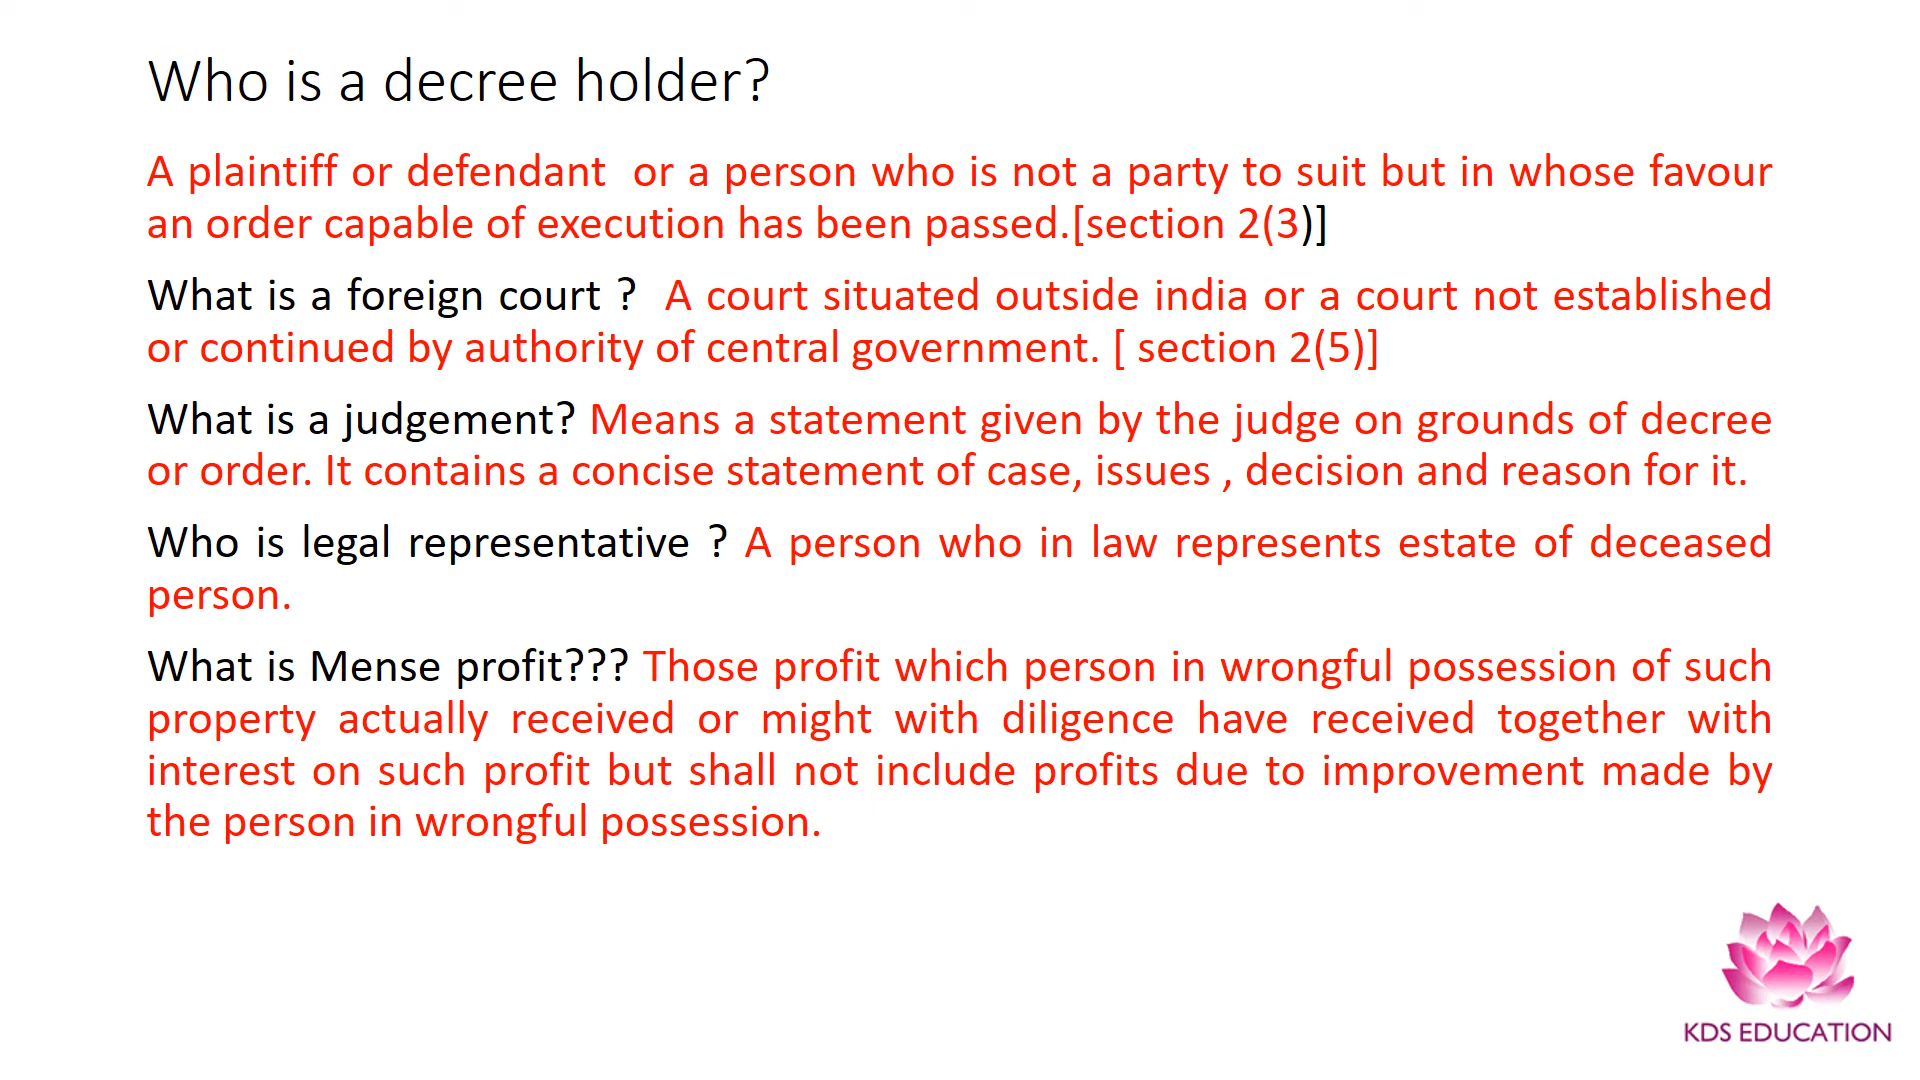 Who is a decree holder?
A plaintiff or defendant  or a person who is not a party to suit but in whose favour
an order capable of execution has been passed.[section 2(3)]
What is a foreign court ?  A court situated outside india or a court not established
or continued by authority of central government. [ section 2(5)]
What is a judgement? Means a statement given by the judge on grounds of decree
or order. It contains a concise statement of case, issues , decision and reason for it.
Who is legal representative ? A person who in law represents estate of deceased
person.
What is Mense profit??? Those profit which person in wrongful possession of such
property actually received or might with diligence have received together with
interest on such profit but shall not include profits due to improvement made by
the person in wrongful possession.
KDS EDUCATION